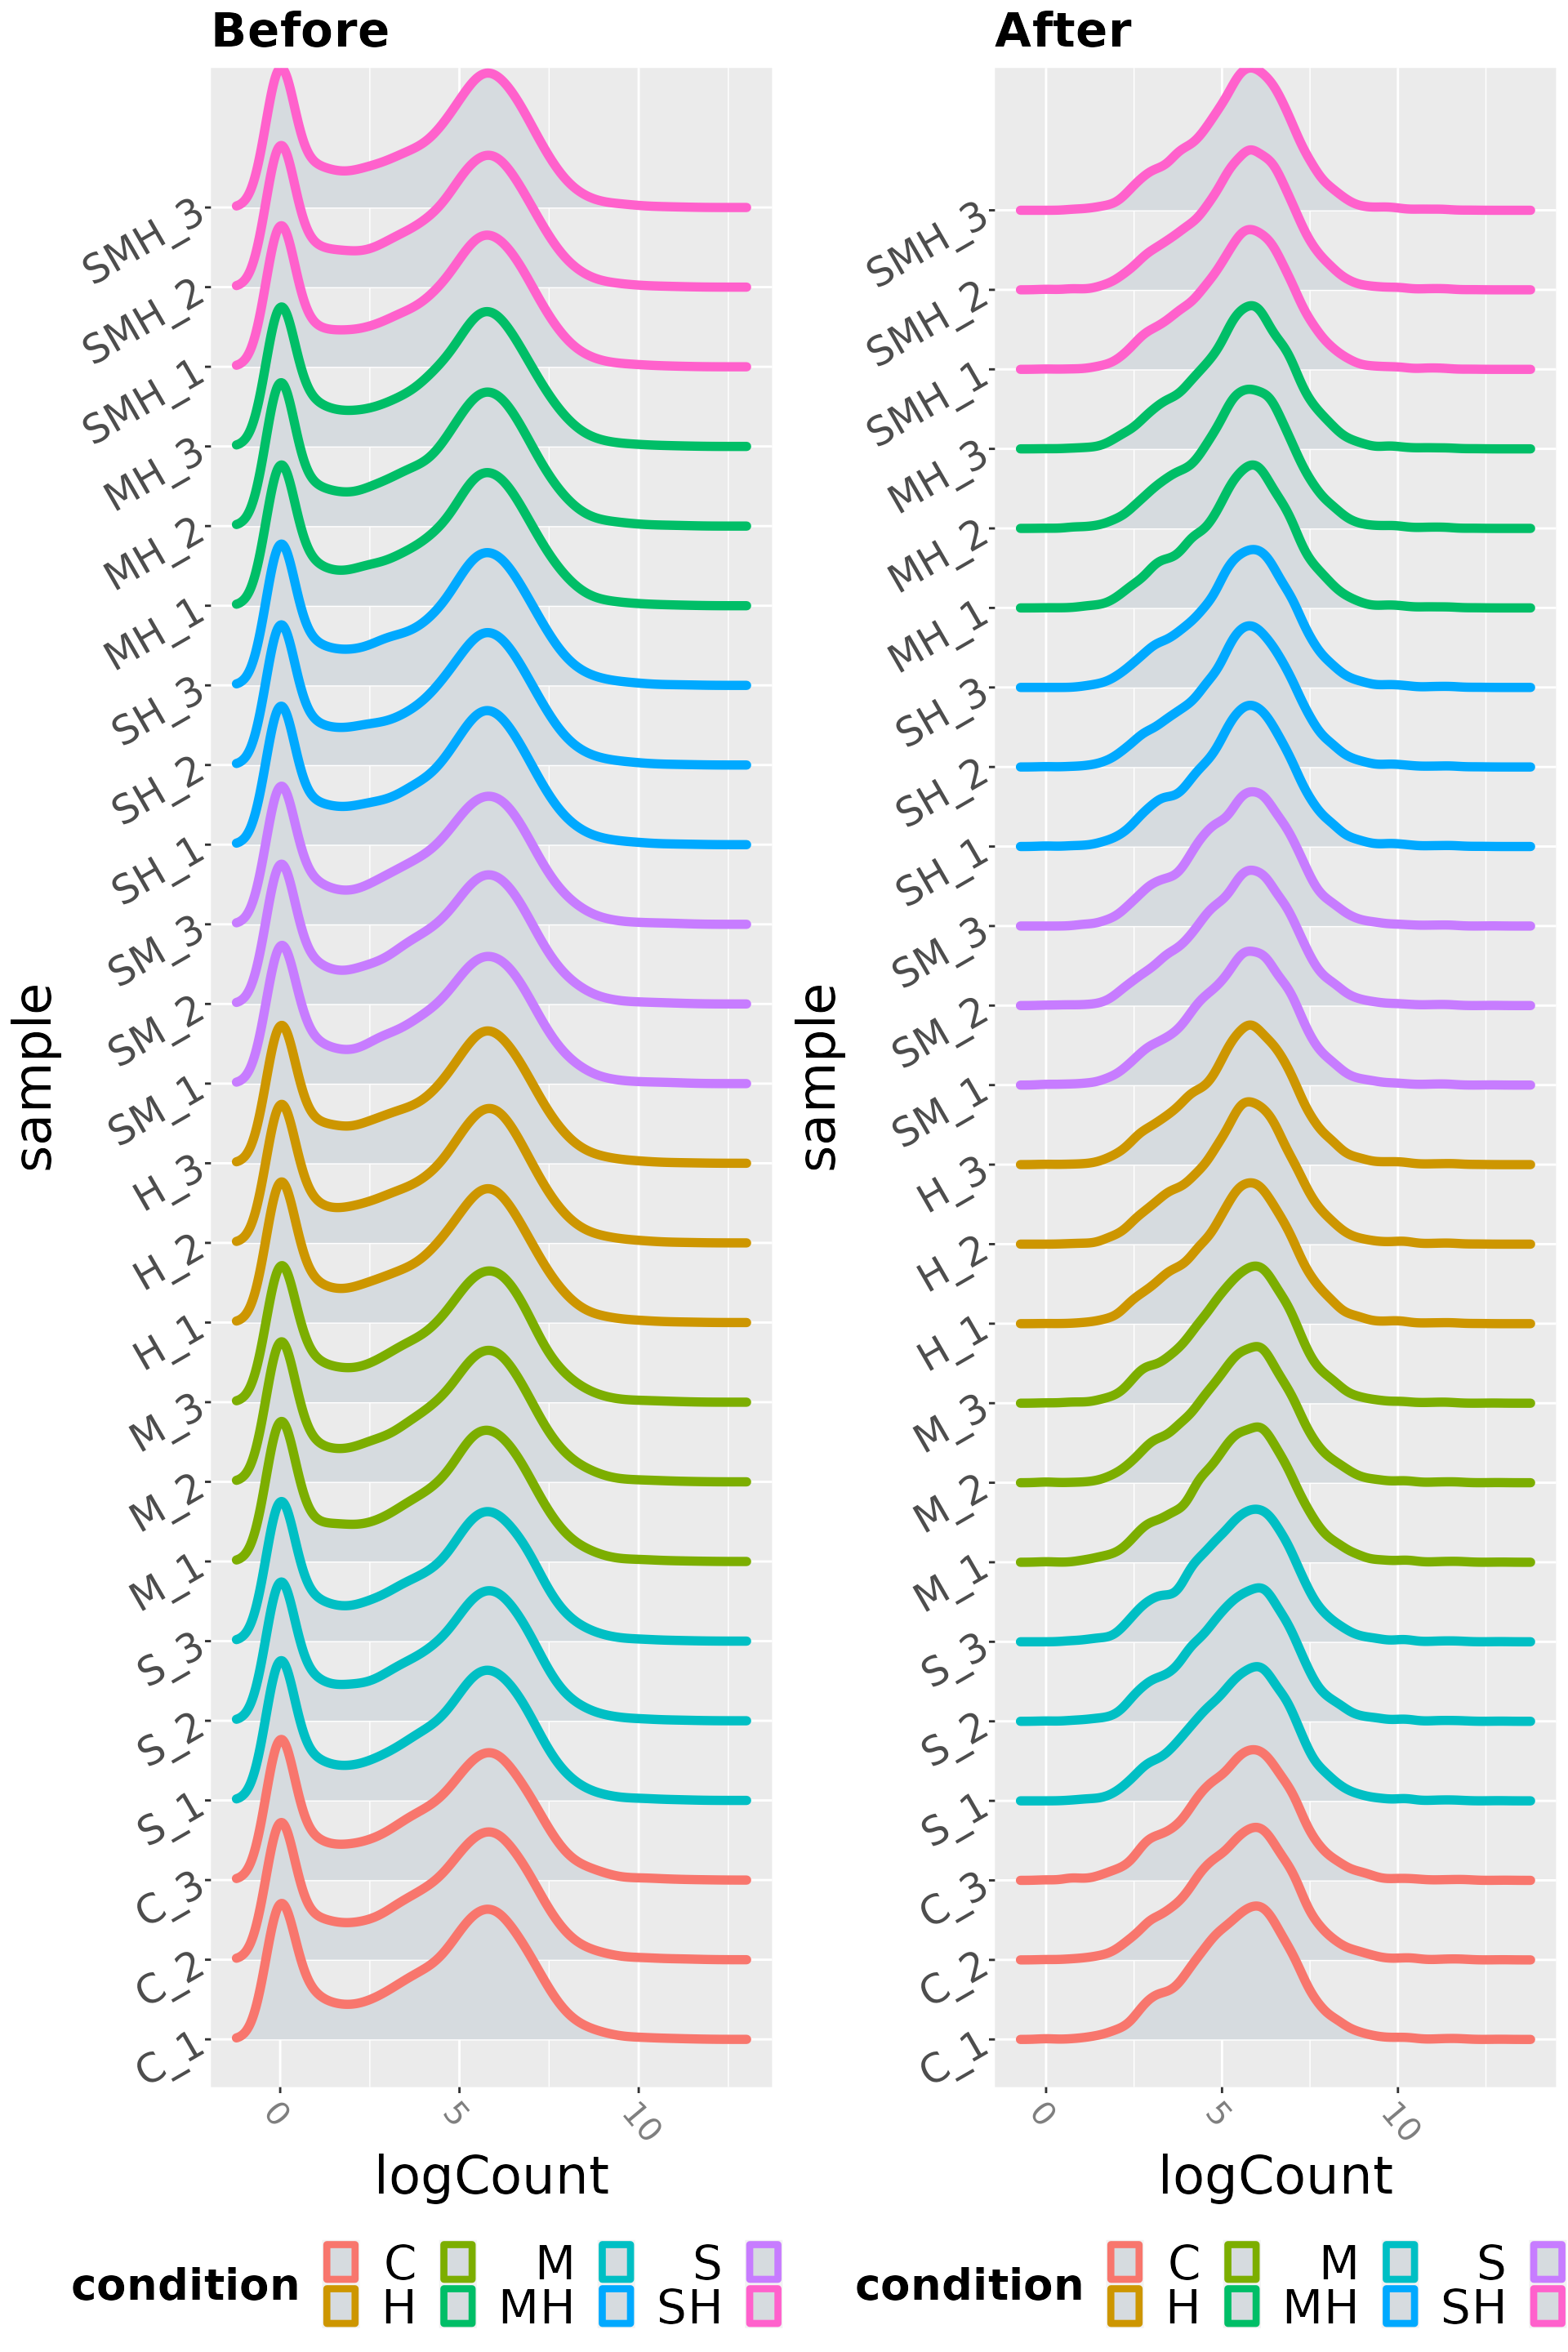 Before
After
SMH_3
SMH_2
SMH_1
MH_3
MH_2
MH_1
SH_3
SH_2
SH_1
SM_3
SM_2
SM_1
H_3
H_2
H_1
M_3
M_2
M_1
S_3
S_2
S_1
C_3
C_2
C_1
sample
0 5 10
logCount
SMH_3
SMH_2
SMH_1
MH_3
MH_2
MH_1
SH_3
SH_2
SH_1
SM_3
SM_2
SM_1
H_3
H_2
H_1
M_3
M_2
M_1
S_3
S_2
S_1
C_3
C_2
C_1
sample
0 5 10
logCount
condition
C M S
H MH SH
condition
C M S
H MH SH